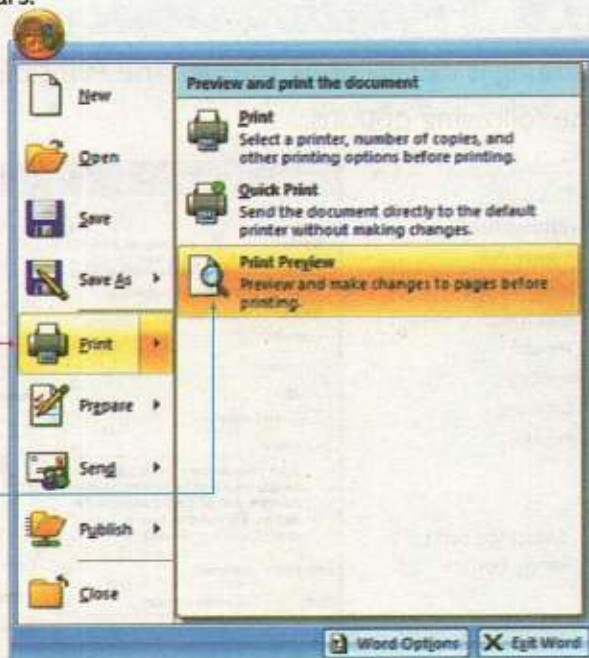 New
Open
Save
Save As
Print
Prepare
Send
Publish
Close
Preview and print the document
Print
Select a printer, number of copies, and
other printing options before printing.
Quick Print
Send the document directly to the default
printer without making changes.
Print Preview
Preview and make changes to pages before
printing.
Word Options
Exit Word